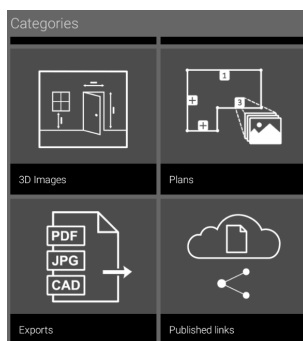 Categories
1
3
3D Images
Plans
PDF
JPG
CAD
Exports
Published links